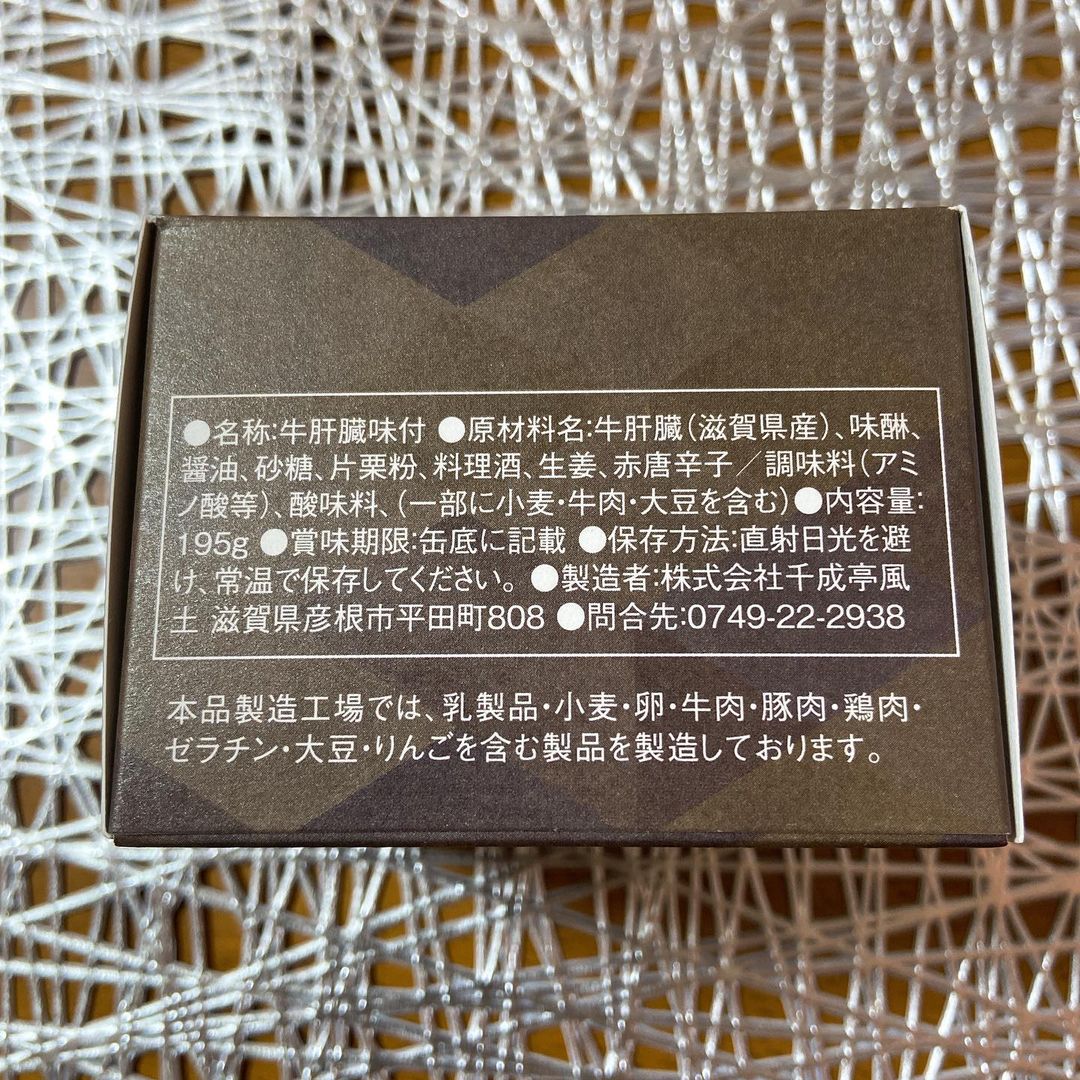 ●名称:牛肝臓味付 ●原材料名:牛肝臓(滋賀県産)、味醂、
醤油、砂糖、片栗粉、料理酒、生姜、赤唐辛子／調味料(アミ
ノ酸等)、酸味料、(一部に小麦・牛肉・大豆を含む)●内容量:
195g ●賞味期限:缶底に記載 ●保存方法:直射日光を避
け、常温で保存してください。 ●製造者:株式会社千成亭風
土 滋賀県彦根市平田町808 ●問合先:0749-22-2938
本品製造工場では、乳製品・小麦・卵・牛肉・豚肉・鶏肉・
ゼラチン・大豆・りんごを含む製品を製造しております。